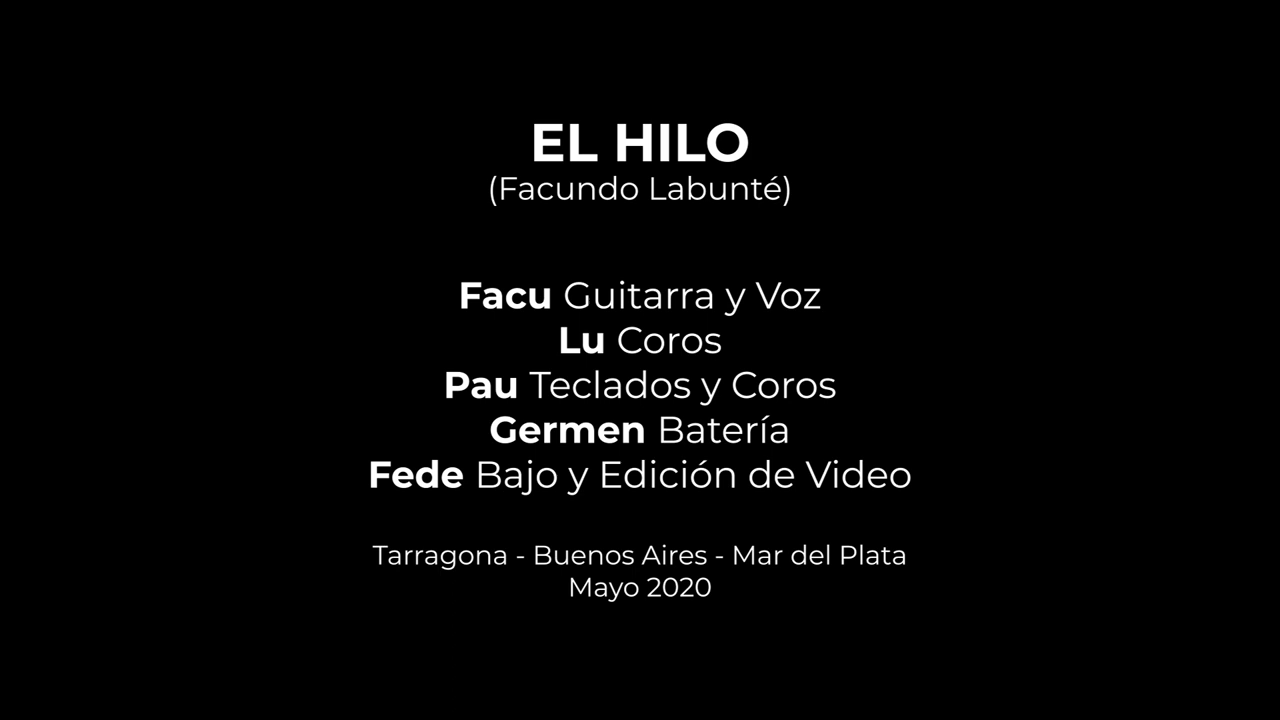 EL HILO
(Facundo Labunté)
Facu Guitarra y Voz
Lu Coros
Pau Teclados y Coros
Germen Batería
Fede Bajo y Edición de Video
Tarragona - Buenos Aires - Mar del Plata
Mayo 2020